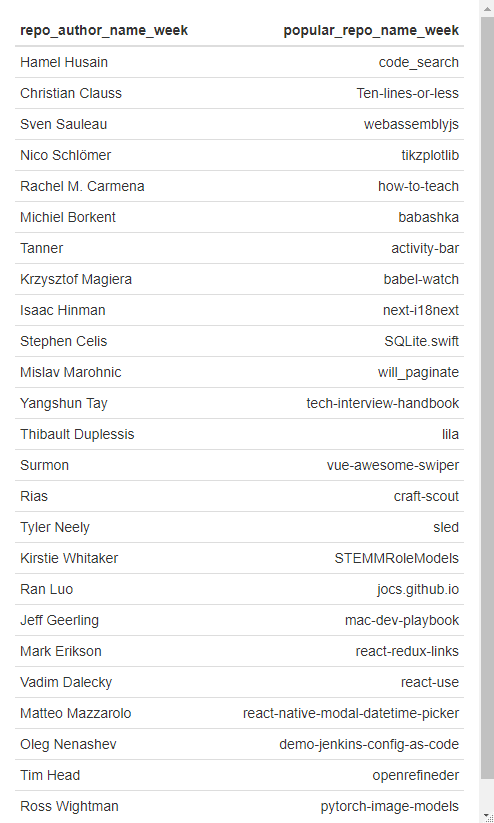 repo_author_name_week popular_repo_name_week
Hamel Husain code_search
Christian Clauss Ten-lines-or-less
Sven Sauleau webassemblyjs
Nico Schlömer tikzplotlib
Rachel M. Carmena how-to-teach
Michiel Borkent babashka
Tanner activity-bar
Krzysztof Magiera babel-watch
Isaac Hinman next-i18next
Stephen Celis SQLite.swift
Mislav Marohnic will_paginate
Yangshun Tay tech-interview-handbook
Thibault Duplessis lila
Surmon vue-awesome-swiper
Rias craft-scout
Tyler Neely sled
Kirstie Whitaker STEMMRoleModels
Ran Luo jocs.github.io
Jeff Geerling mac-dev-playbook
Mark Erikson react-redux-links
Vadim Dalecky react-use
Matteo Mazzarolo react-native-modal-datetime-picker
Oleg Nenashev demo-jenkins-config-as-code
Tim Head openrefineder
Ross Wightman pytorch-image-models